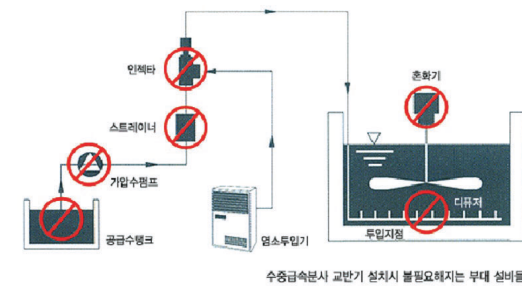 인젝타
혼화기
스트레이너
가압수펌프
디퓨저
공급수탱크
염소투입기
투입지점
수중급속분사 교반기 설치시 불필요해지는 부대 설비들